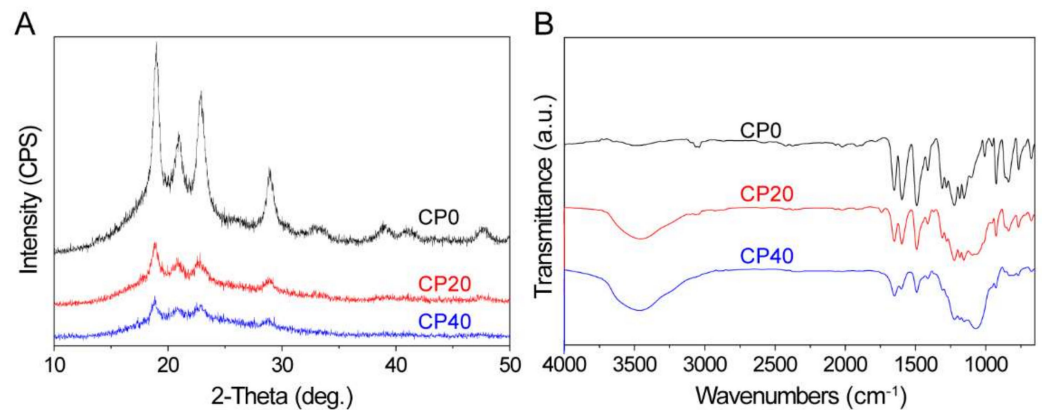 A
Intensity (CPS)
CP0
CP20
CP40
10 20 30 40 50
2-Theta (deg.)
B
Transmittance (a.u.)
CP0
CP20
CP40
4000 3500 3000 2500 2000 1500 1000
Wavenumbers (cm⁻¹)